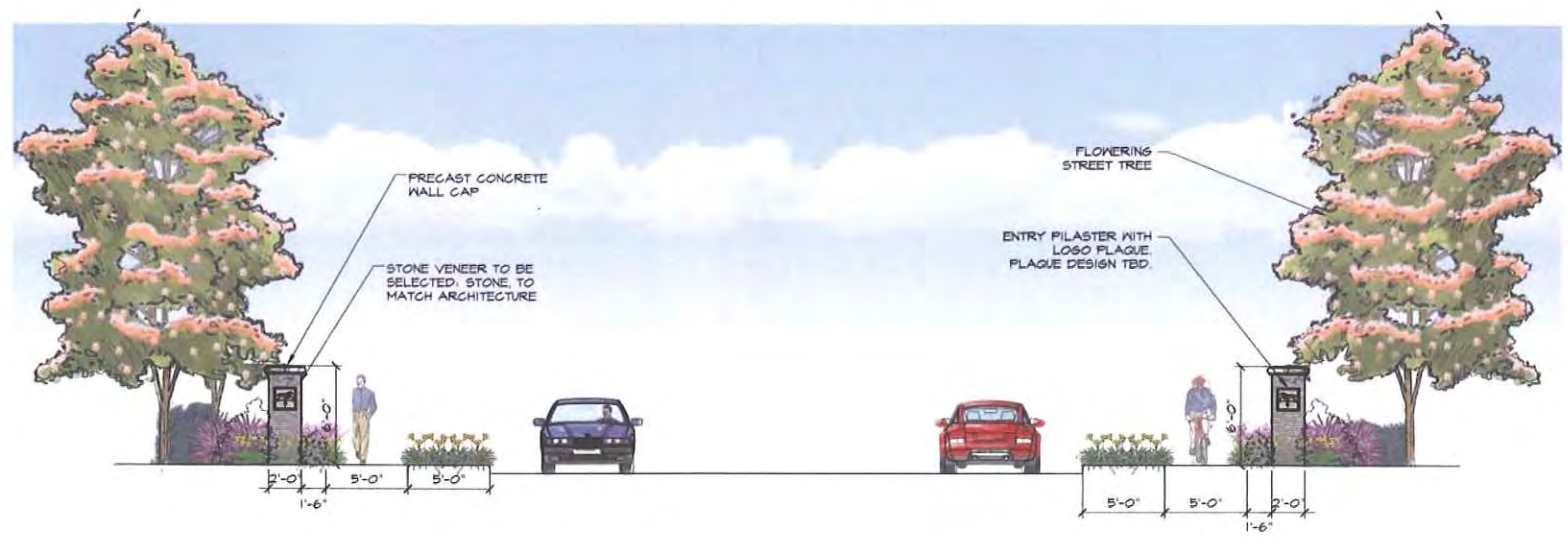 PRECAST CONCRETE
WALL CAP
STONE VENEER TO BE
SELECTED; STONE, TO
MATCH ARCHITECTURE
FLOWERING
STREET TREE
ENTRY PILASTER WITH
LOGO PLAQUE.
PLAQUE DESIGN TBD.
6'-0"
6'-0"
2'-0"
5'-0"
5'-0"
1'-6"
5'-0"
5'-0"
2'-0"
1'-6"